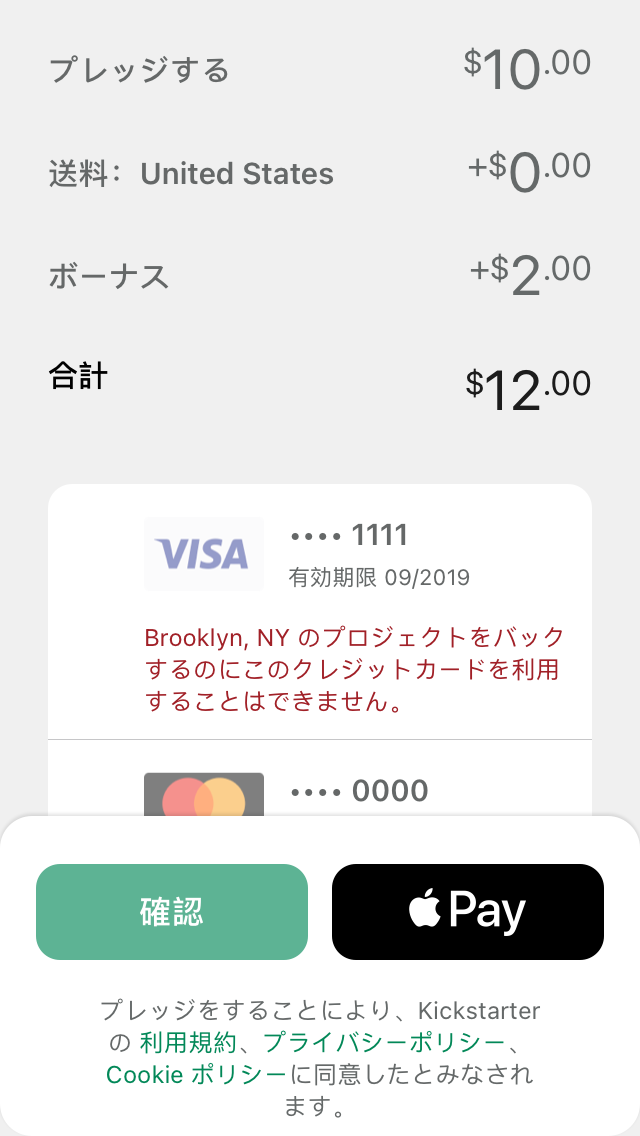 プレッジする $10.00
送料： United States +$0.00
ボーナス +$2.00
合計 $12.00
VISA •••• 1111
有効期限 09/2019
Brooklyn, NY のプロジェクトをバック
するのにこのクレジットカードを利用
することはできません。
•••• 0000
確認 Pay
プレッジをすることにより、Kickstarter
の 利用規約、プライバシーポリシー、
Cookie ポリシーに同意したとみなされ
ます。